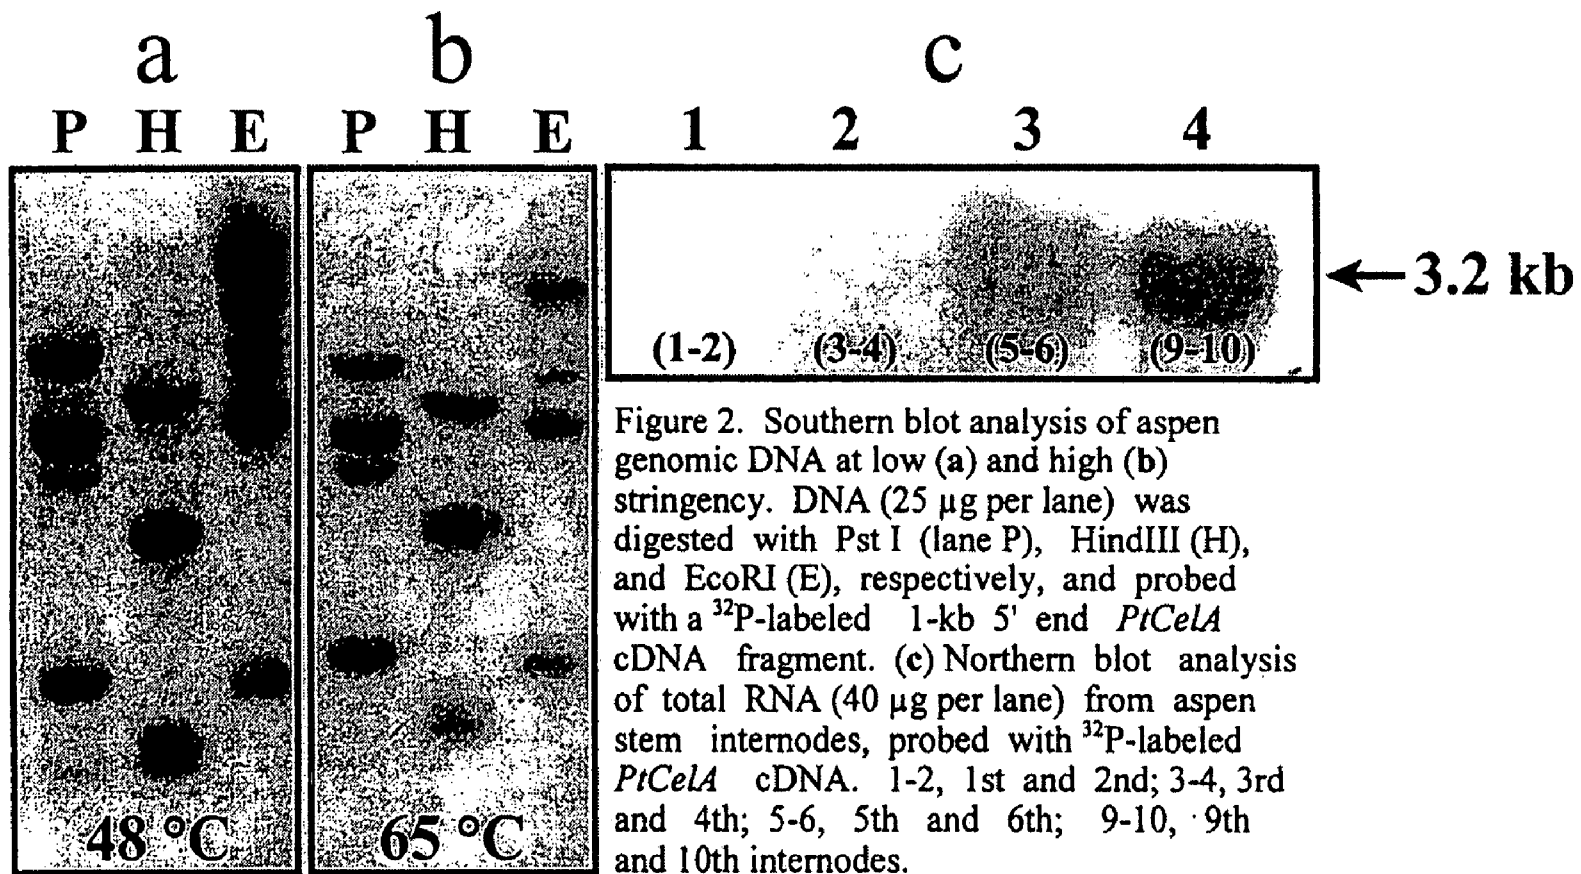 a b c
P H E P H E 1 2 3 4
3.2 kb
(1-2) (3-4) (5-6) (9-10)
48 °C 65 °C
Figure 2. Southern blot analysis of aspen
genomic DNA at low (a) and high (b)
stringency. DNA (25 µg per lane) was
digested with Pst I (lane P), HindIII (H),
and EcoRI (E), respectively, and probed
with a ³²P-labeled 1-kb 5' end PtCelA
cDNA fragment. (c) Northern blot analysis
of total RNA (40 µg per lane) from aspen
stem internodes, probed with ³²P-labeled
PtCelA cDNA. 1-2, 1st and 2nd; 3-4, 3rd
and 4th; 5-6, 5th and 6th; 9-10, 9th
and 10th internodes.